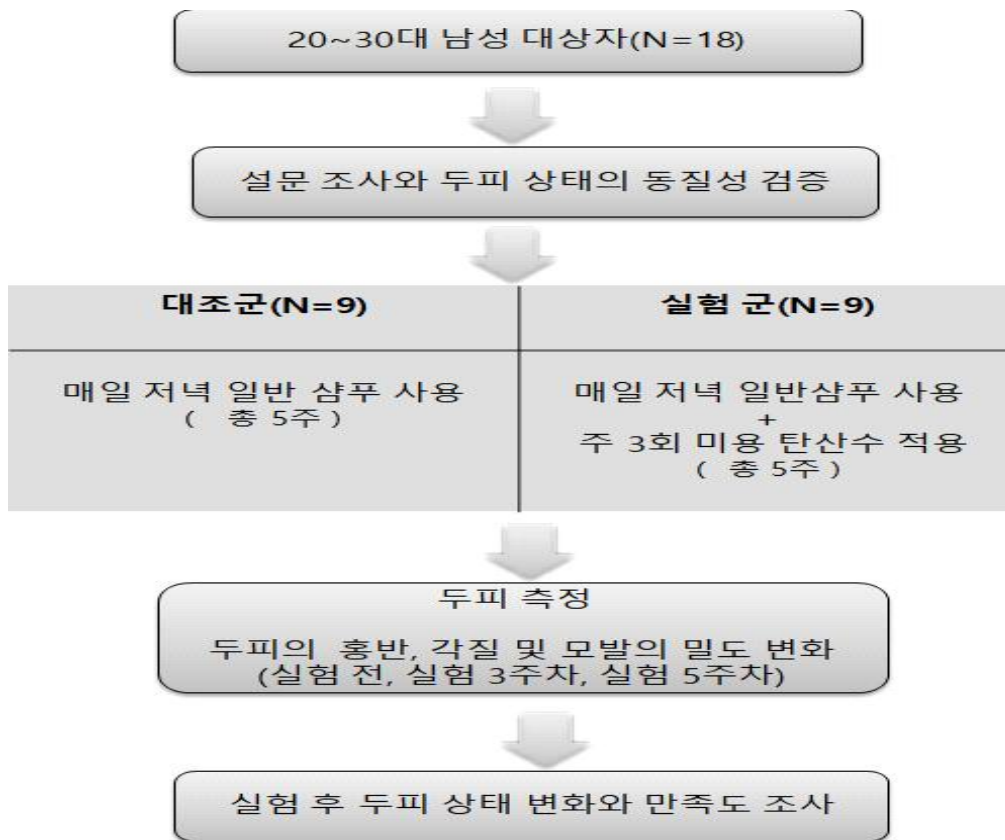 20~30대 남성 대상자(N=18)
설문 조사와 두피 상태의 동질성 검증
대조군(N=9)
실험 군(N=9)
매일 저녁 일반 샴푸 사용
( 총 5주 )
매일 저녁 일반샴푸 사용
+
주 3회 미용 탄산수 적용
( 총 5주 )
두피 측정
두피의 홍반, 각질 및 모발의 밀도 변화
(실험 전, 실험 3주차, 실험 5주차)
실험 후 두피 상태 변화와 만족도 조사